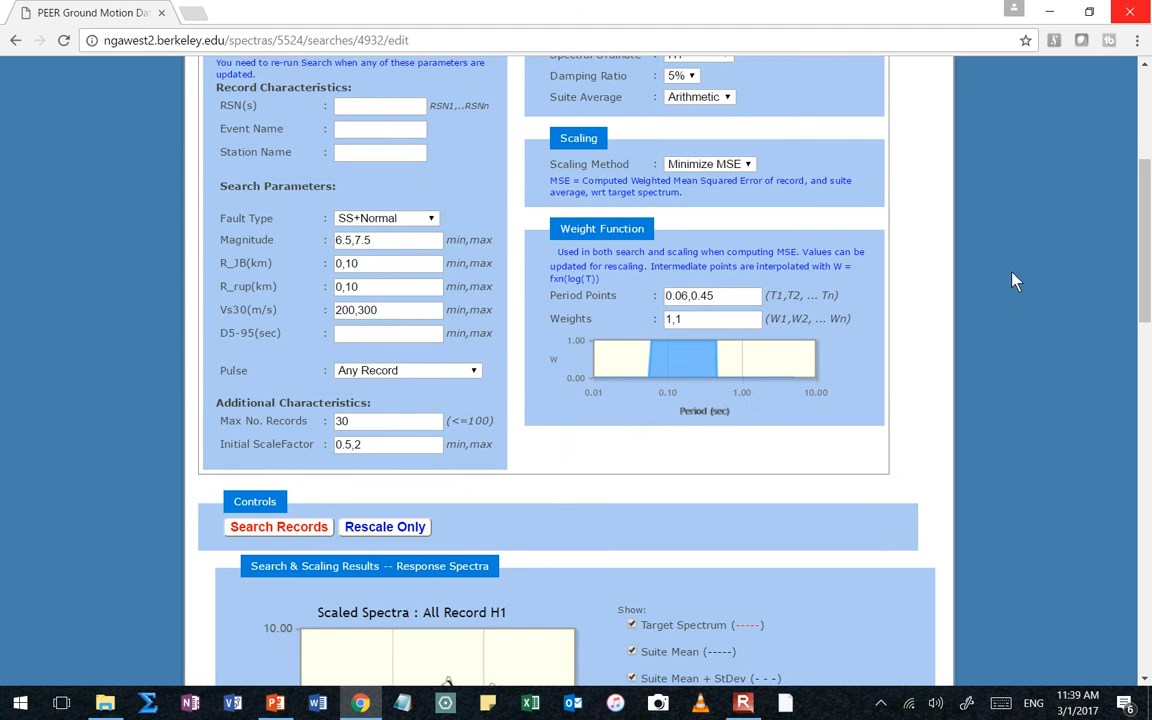 PEER Ground Motion Da
ngawest2.berkeley.edu/spectras/5524/searches/4932/edit
You need to re-run Search when any of these parameters are
updated.
Record Characteristics:
RSN(s) : RSN1,..RSNn
Event Name :
Station Name :
Search Parameters:
Fault Type : SS+Normal
Magnitude : 6.5,7.5 min,max
R_JB(km) : 0,10 min,max
R_rup(km) : 0,10 min,max
Vs30(m/s) : 200,300 min,max
D5-95(sec) : min,max
Pulse : Any Record
Additional Characteristics:
Max No. Records : 30 (<=100)
Initial ScaleFactor : 0.5,2 min,max
Damping Ratio : 5%
Suite Average : Arithmetic
Scaling
Scaling Method : Minimize MSE
MSE = Computed Weighted Mean Squared Error of record, and suite
average, wrt target spectrum.
Weight Function
Used in both search and scaling when computing MSE. Values can be
updated for rescaling. Intermediate points are interpolated with W =
fxn(log(T))
Period Points : 0.06,0.45 (T1,T2, ... Tn)
Weights : 1,1 (W1,W2, ... Wn)
1.00
W
0.00
0.01 0.10 1.00 10.00
Period (sec)
Controls
Search Records Rescale Only
Search & Scaling Results -- Response Spectra
Scaled Spectra : All Record H1
10.00
Show:
Target Spectrum (-----)
Suite Mean (-----)
Suite Mean + StDev (- - -)
ENG
11:39 AM
3/1/2017
6